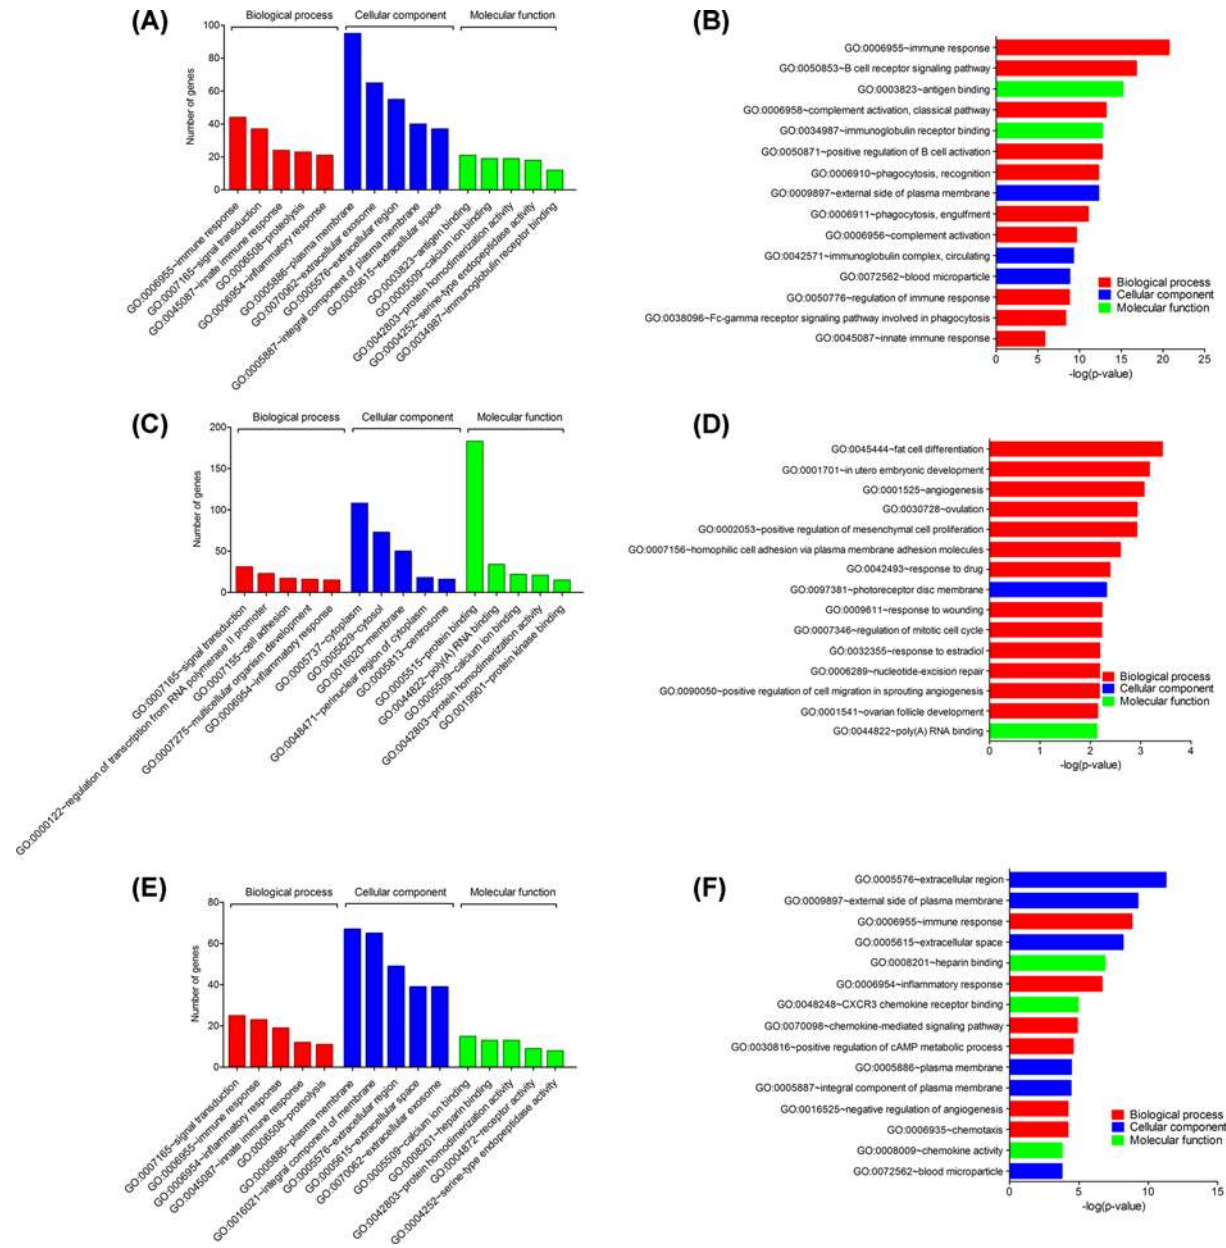 (A)
Biological process Cellular component Molecular function
Number of genes
100
80
60
40
20
0
GO:0006955~immune response
GO:0007165~signal transduction
GO:0045087~innate immune response
GO:0006508~proteolysis
GO:0006954~inflammatory response
GO:0005886~plasma membrane
GO:0070062~extracellular exosome
GO:0005576~extracellular region
GO:0005887~integral component of plasma membrane
GO:0005615~extracellular space
GO:0003823~antigen binding
GO:0005509~calcium ion binding
GO:0042803~protein homodimerization activity
GO:0004252~serine-type endopeptidase activity
GO:0034987~immunoglobulin receptor binding
(B)
GO:0006955~immune response
GO:0050853~B cell receptor signaling pathway
GO:0003823~antigen binding
GO:0006958~complement activation, classical pathway
GO:0034987~immunoglobulin receptor binding
GO:0050871~positive regulation of B cell activation
GO:0006910~phagocytosis, recognition
GO:0009897~external side of plasma membrane
GO:0006911~phagocytosis, engulfment
GO:0006956~complement activation
GO:0042571~immunoglobulin complex, circulating
GO:0072562~blood microparticle
GO:0050776~regulation of immune response
GO:0038096~Fc-gamma receptor signaling pathway involved in phagocytosis
GO:0045087~innate immune response
Biological process
Cellular component
Molecular function
0 5 10 15 20 25
-log(p-value)
(C)
Biological process Cellular component Molecular function
Number of genes
200
150
100
50
0
GO:0007165~signal transduction
GO:0000122~regulation of transcription from RNA polymerase II promoter
GO:0007155~cell adhesion
GO:0007275~multicellular organism development
GO:0006954~inflammatory response
GO:0005737~cytoplasm
GO:0005829~cytosol
GO:0016020~membrane
GO:0048471~perinuclear region of cytoplasm
GO:0005813~centrosome
GO:0005515~protein binding
GO:0044822~poly(A) RNA binding
GO:0005509~calcium ion binding
GO:0042803~protein homodimerization activity
GO:0019901~protein kinase binding
(D)
GO:0045444~fat cell differentiation
GO:0001701~in utero embryonic development
GO:0001525~angiogenesis
GO:0030728~ovulation
GO:0002053~positive regulation of mesenchymal cell proliferation
GO:0007156~homophilic cell adhesion via plasma membrane adhesion molecules
GO:0042493~response to drug
GO:0097381~photoreceptor disc membrane
GO:0009611~response to wounding
GO:0007346~regulation of mitotic cell cycle
GO:0032355~response to estradiol
GO:0006289~nucleotide-excision repair
GO:0090050~positive regulation of cell migration in sprouting angiogenesis
GO:0001541~ovarian follicle development
GO:0044822~poly(A) RNA binding
Biological process
Cellular component
Molecular function
0 1 2 3 4
-log(p-value)
(E)
Biological process Cellular component Molecular function
Number of genes
80
60
40
20
0
GO:0007165~signal transduction
GO:0006955~immune response
GO:0006954~inflammatory response
GO:0045087~innate immune response
GO:0006508~proteolysis
GO:0005886~plasma membrane
GO:0016021~integral component of membrane
GO:0005576~extracellular region
GO:0005615~extracellular space
GO:0070062~extracellular exosome
GO:0005509~calcium ion binding
GO:0008201~heparin binding
GO:0042803~protein homodimerization activity
GO:0004872~receptor activity
GO:0004252~serine-type endopeptidase activity
(F)
GO:0005576~extracellular region
GO:0009897~external side of plasma membrane
GO:0006955~immune response
GO:0005615~extracellular space
GO:0008201~heparin binding
GO:0006954~inflammatory response
GO:0048248~CXCR3 chemokine receptor binding
GO:0070098~chemokine-mediated signaling pathway
GO:0030816~positive regulation of cAMP metabolic process
GO:0005886~plasma membrane
GO:0005887~integral component of plasma membrane
GO:0016525~negative regulation of angiogenesis
GO:0006935~chemotaxis
GO:0008009~chemokine activity
GO:0072562~blood microparticle
Biological process
Cellular component
Molecular function
0 5 10 15
-log(p-value)